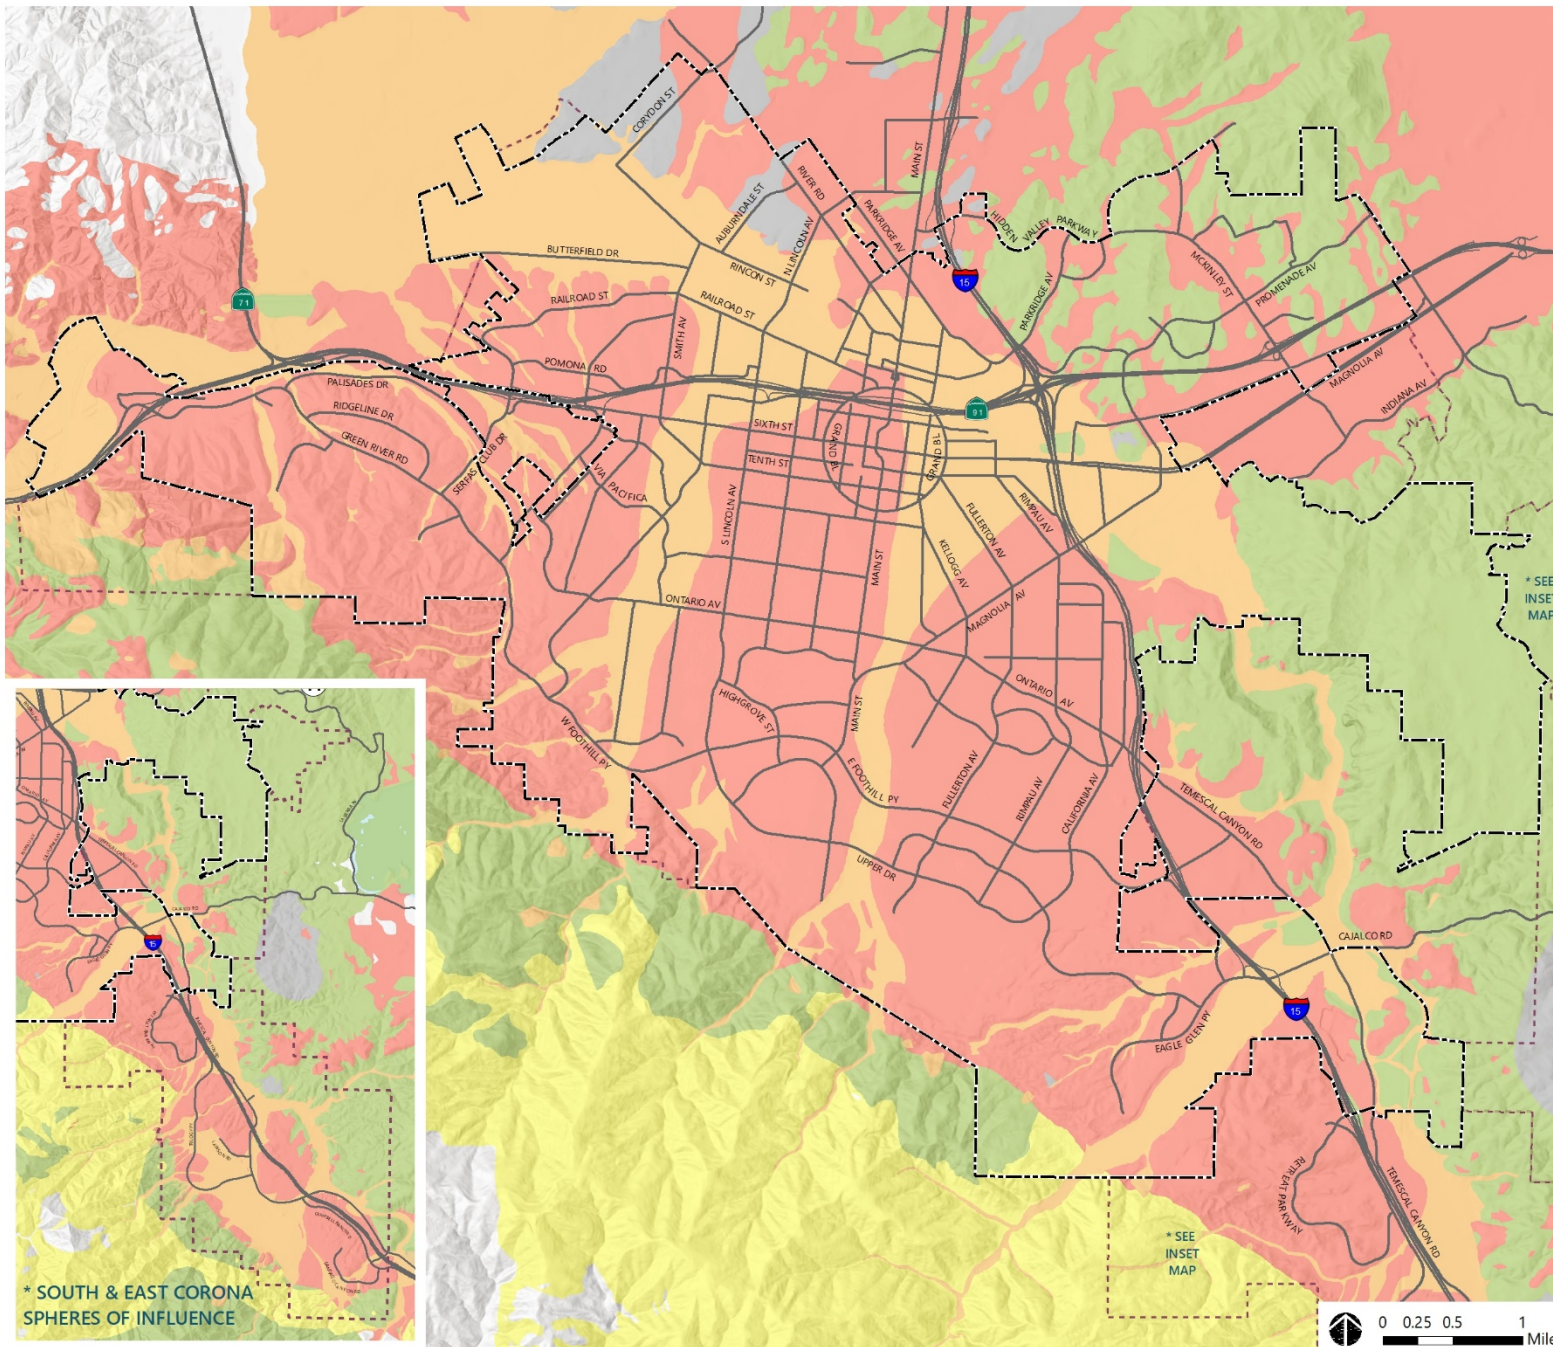 CORYDON ST
MAIN ST
RIVER RD
AUBURNDALE ST
N LINCOLN AV
PARKRIDGE AV
HIDDEN
VALLEY
PARKWAY
BUTTERFIELD DR
RINCON ST
MCKINLEY ST
PROMENADE AV
15
PARKRIDGE AV
71
RAILROAD ST
RAILROAD ST
SMITH AV
POMONA RD
MAGNOLIA AV
INDIANA AV
PALISADES DR
RIDGELINE DR
GREEN RIVER RD
91
SIXTH ST
GRAND BL
GRAND BL
TENTH ST
SERFAS CLUB DR
VIA PACIFICA
S LINCOLN AV
RIMPAU AV
FULLERTON AV
KELLOGG AV
MAIN ST
* SEE
INSET
MAP
ONTARIO AV
MAGNOLIA AV
ONTARIO AV
HIGHGROVE ST
MAIN ST
W FOOTHILL PY
E FOOTHILL PY
FULLERTON AV
RIMPAU AV
CALIFORNIA AV
TEMESCAL CANYON RD
UPPER DR
CAJALCO RD
15
EAGLE GLEN PY
RETREAT PARKWAY
TEMESCAL CANYON RD
* SEE
INSET
MAP
CAJALCO RD
15
* SOUTH & EAST CORONA
SPHERES OF INFLUENCE
0 0.25 0.5 1
Mile